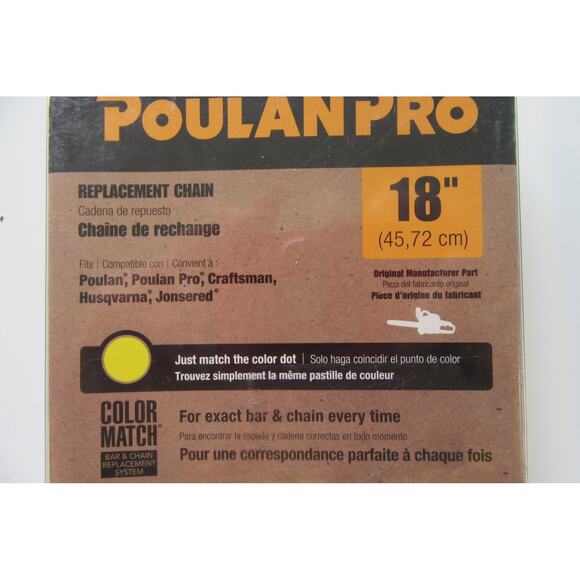 POULAN PRO®
REPLACEMENT CHAIN
Cadena de repuesto
Chaîne de rechange
18"
(45,72 cm)
Fits | Compatible con | Convient à :
Poulan®, Poulan Pro®, Craftsman,
Husqvarna®, Jonsered®
Original Manufacturer Part
Pieza del fabricante original
Pièce d'origine du fabricant
Just match the color dot | Solo haga coincidir el punto de color
Trouvez simplement la même pastille de couleur
COLOR
MATCH®
BAR & CHAIN
REPLACEMENT
SYSTEM
For exact bar & chain every time
Para encontrar la espada y cadena correctas en todo momento
Pour une correspondance parfaite à chaque fois